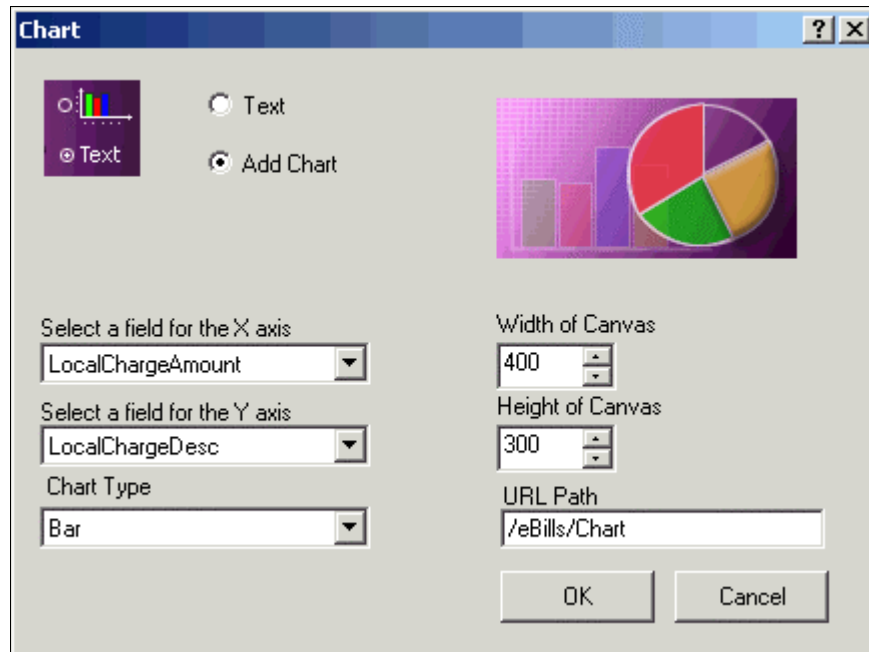 Chart
Text
Text
Add Chart
Select a field for the X axis
LocalChargeAmount
Select a field for the Y axis
LocalChargeDesc
Chart Type
Bar
Width of Canvas
400
Height of Canvas
300
URL Path
/eBills/Chart
OK
Cancel